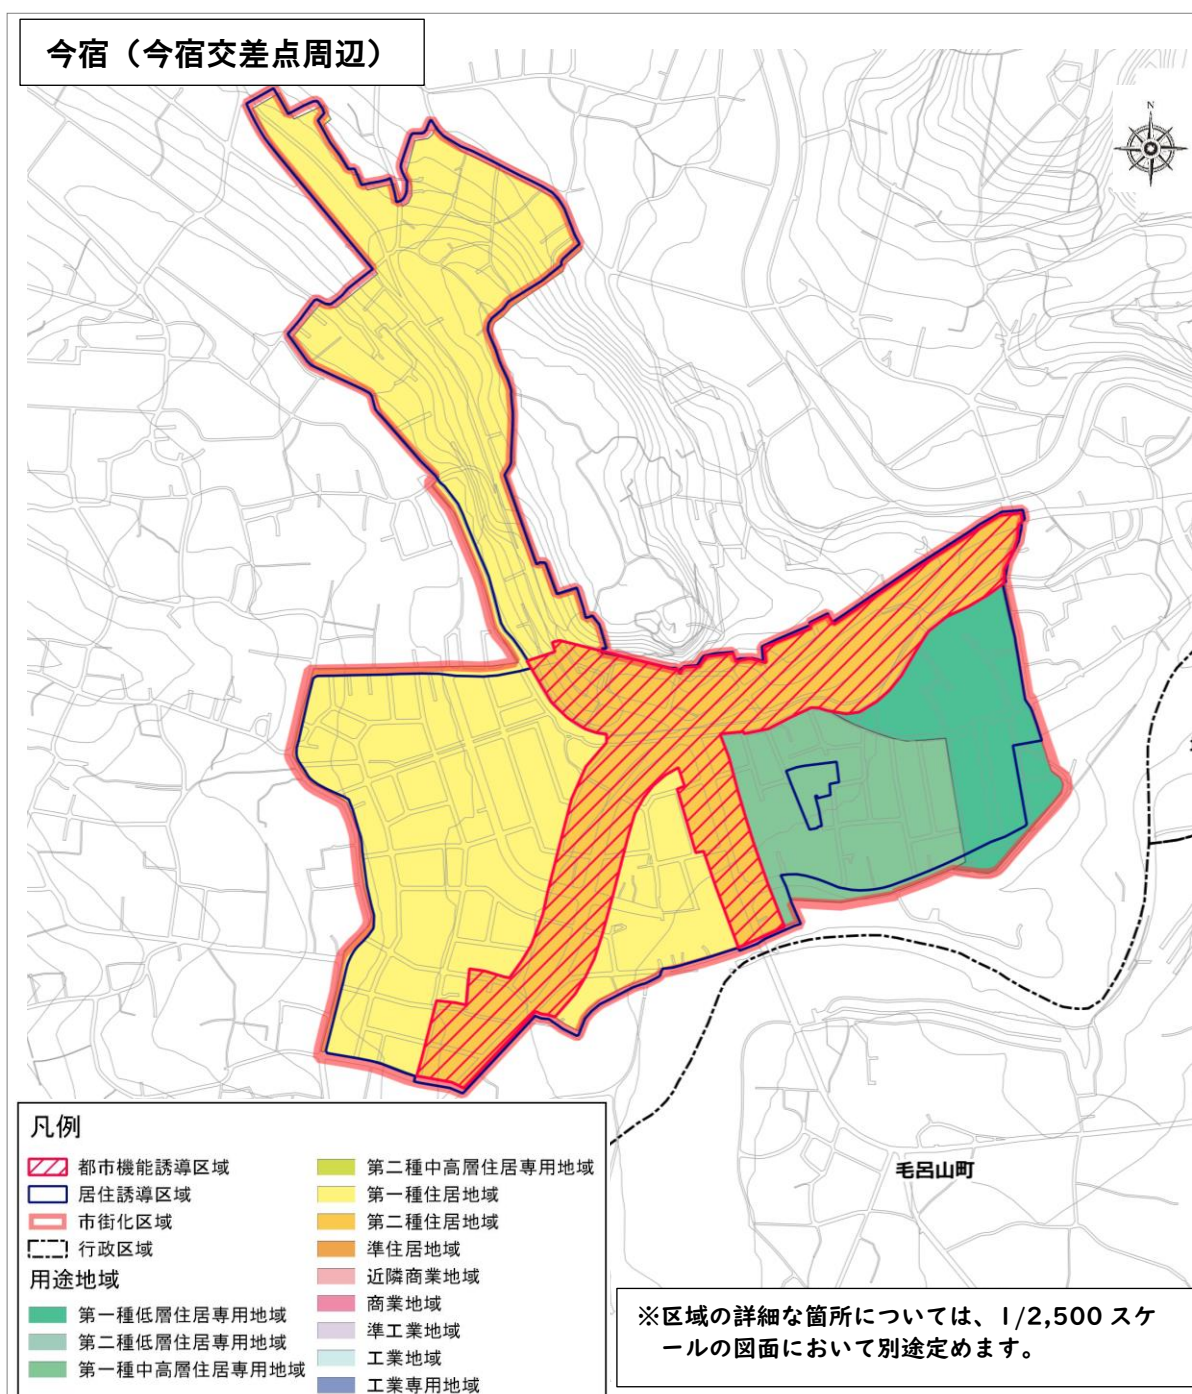 今宿（今宿交差点周辺）
N
毛呂山町
凡例
都市機能誘導区域
居住誘導区域
市街化区域
行政区域
用途地域
第一種低層住居専用地域
第二種低層住居専用地域
第一種中高層住居専用地域
第二種中高層住居専用地域
第一種住居地域
第二種住居地域
準住居地域
近隣商業地域
商業地域
準工業地域
工業地域
工業専用地域
※区域の詳細な箇所については、1/2,500 スケ
ールの図面において別途定めます。